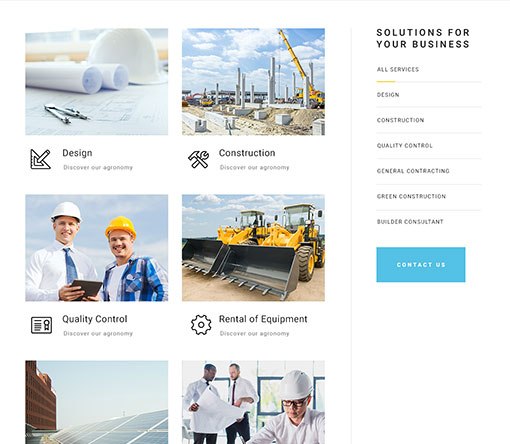 SOLUTIONS FOR
YOUR BUSINESS
ALL SERVICES
DESIGN
CONSTRUCTION
QUALITY CONTROL
GENERAL CONTRACTING
GREEN CONSTRUCTION
BUILDER CONSULTANT
CONTACT US
Design
Discover our agronomy
Construction
Discover our agronomy
Quality Control
Discover our agronomy
Rental of Equipment
Discover our agronomy